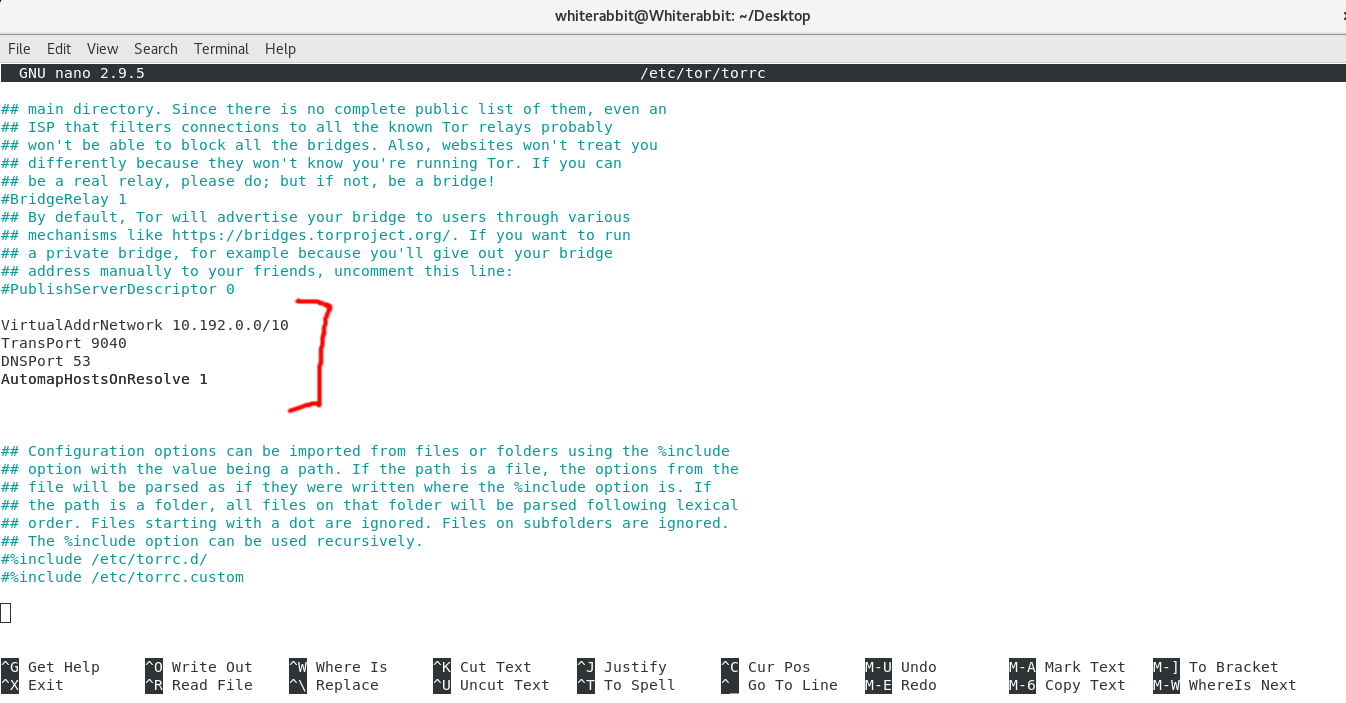 whiterabbit@Whiterabbit: ~/Desktop
File Edit View Search Terminal Help
GNU nano 2.9.5 /etc/tor/torrc
## main directory. Since there is no complete public list of them, even an
## ISP that filters connections to all the known Tor relays probably
## won't be able to block all the bridges. Also, websites won't treat you
## differently because they won't know you're running Tor. If you can
## be a real relay, please do; but if not, be a bridge!
#BridgeRelay 1
## By default, Tor will advertise your bridge to users through various
## mechanisms like https://bridges.torproject.org/. If you want to run
## a private bridge, for example because you'll give out your bridge
## address manually to your friends, uncomment this line:
#PublishServerDescriptor 0
VirtualAddrNetwork 10.192.0.0/10
TransPort 9040
DNSPort 53
AutomapHostsOnResolve 1
## Configuration options can be imported from files or folders using the %include
## option with the value being a path. If the path is a file, the options from the
## file will be parsed as if they were written where the %include option is. If
## the path is a folder, all files on that folder will be parsed following lexical
## order. Files starting with a dot are ignored. Files on subfolders are ignored.
## The %include option can be used recursively.
#%include /etc/torrc.d/
#%include /etc/torrc.custom
^G Get Help ^O Write Out ^W Where Is ^K Cut Text ^J Justify ^C Cur Pos M-U Undo M-A Mark Text M-] To Bracket
^X Exit ^R Read File ^\ Replace ^U Uncut Text ^T To Spell ^_ Go To Line M-E Redo M-6 Copy Text M-W WhereIs Next